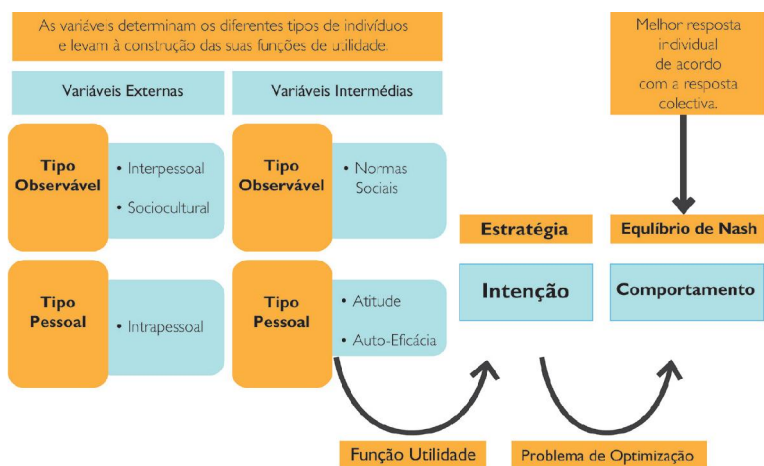 As variáveis determinam os diferentes tipos de indivíduos
e levam à construção das suas funções de utilidade.
Variáveis Externas
Variáveis Intermédias
Tipo
Observável
• Interpessoal
• Sociocultural
Tipo
Observável
• Normas
Sociais
Tipo
Pessoal
• Intrapessoal
Tipo
Pessoal
• Atitude
• Auto-Eficácia
Estratégia
Intenção
Melhor resposta
individual
de acordo
com a resposta
colectiva.
Equlíbrio de Nash
Comportamento
Função Utilidade
Problema de Optimização